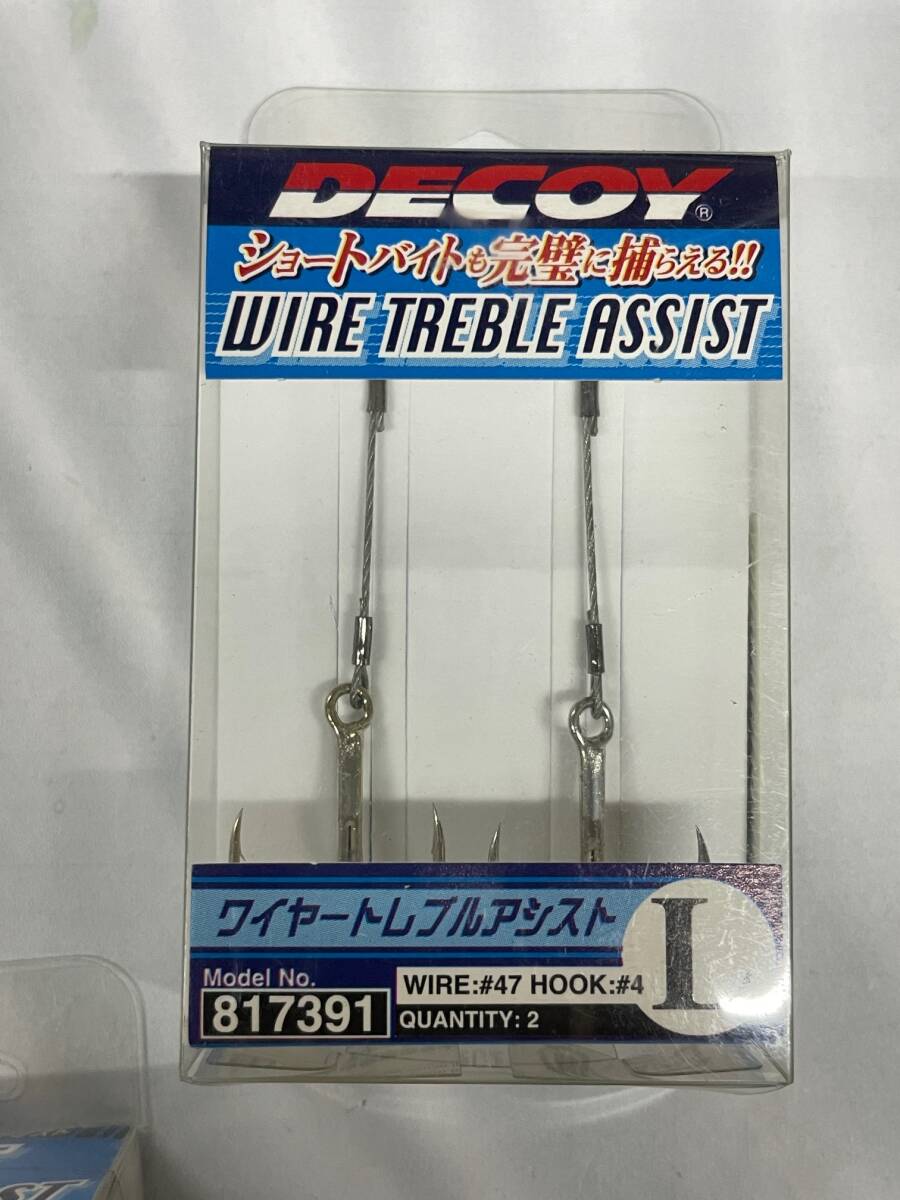 DECOY®
ショートバイトも完璧に捕らえる!!
WIRE TREBLE ASSIST
ワイヤートレブルアシスト
L
Model No.
817391
WIRE:#47 HOOK:#4
QUANTITY: 2
IST